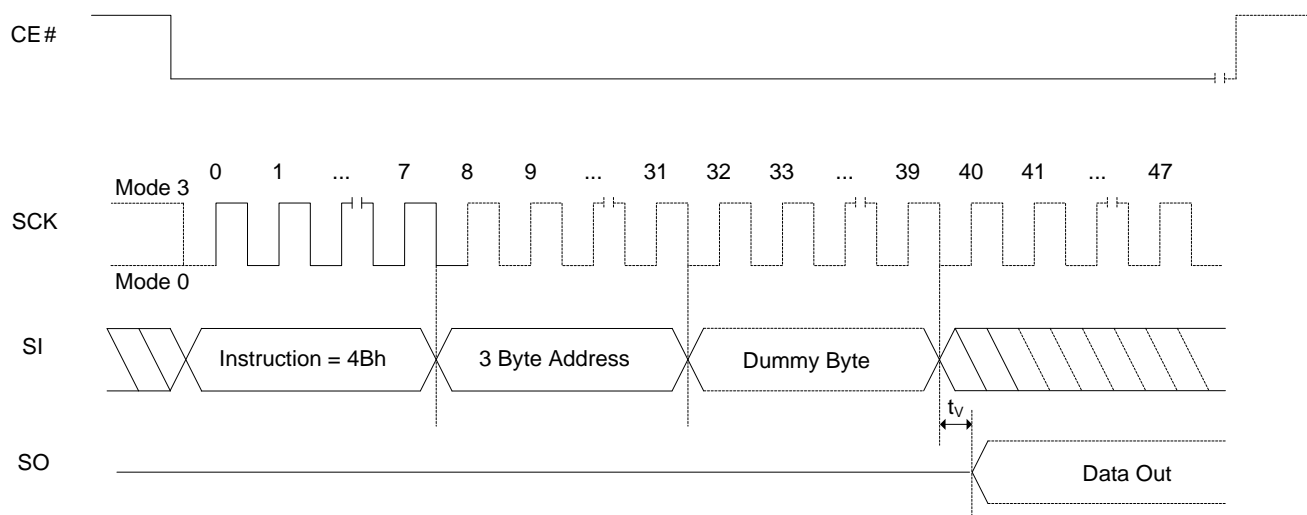 CE#
0 1 ... 7 8 9 ... 31 32 33 ... 39 40 41 ... 47
Mode 3
SCK
Mode 0
SI
Instruction = 4Bh
3 Byte Address
Dummy Byte
tV
SO
Data Out